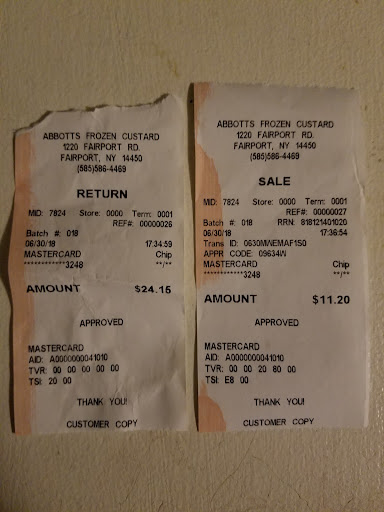 ABBOTTS FROZEN CUSTARD
1220 FAIRPORT RD.
FAIRPORT, NY 14450
(585)586-4469
RETURN
MID: 7824 Store: 0000 Term: 0001
REF#: 00000026
Batch #: 018
06/30/18 17:34:59
MASTERCARD Chip
************3248 **/**
AMOUNT $24.15
APPROVED
MASTERCARD
AID: A0000000041010
TVR: 00 00 00 00 00
TSI: 20 00
THANK YOU!
CUSTOMER COPY
ABBOTTS FROZEN CUSTARD
1220 FAIRPORT RD.
FAIRPORT, NY 14450
(585)586-4469
SALE
MID: 7824 Store: 0000 Term: 0001
REF#: 00000027
Batch #: 018 RRN: 818121401020
06/30/18 17:36:54
Trans ID: 0630MWEMAF1SO
APPR CODE: 09634W
MASTERCARD Chip
************3248 **/**
AMOUNT $11.20
APPROVED
MASTERCARD
AID: A0000000041010
TVR: 00 00 20 80 00
TSI: E8 00
THANK YOU!
CUSTOMER COPY